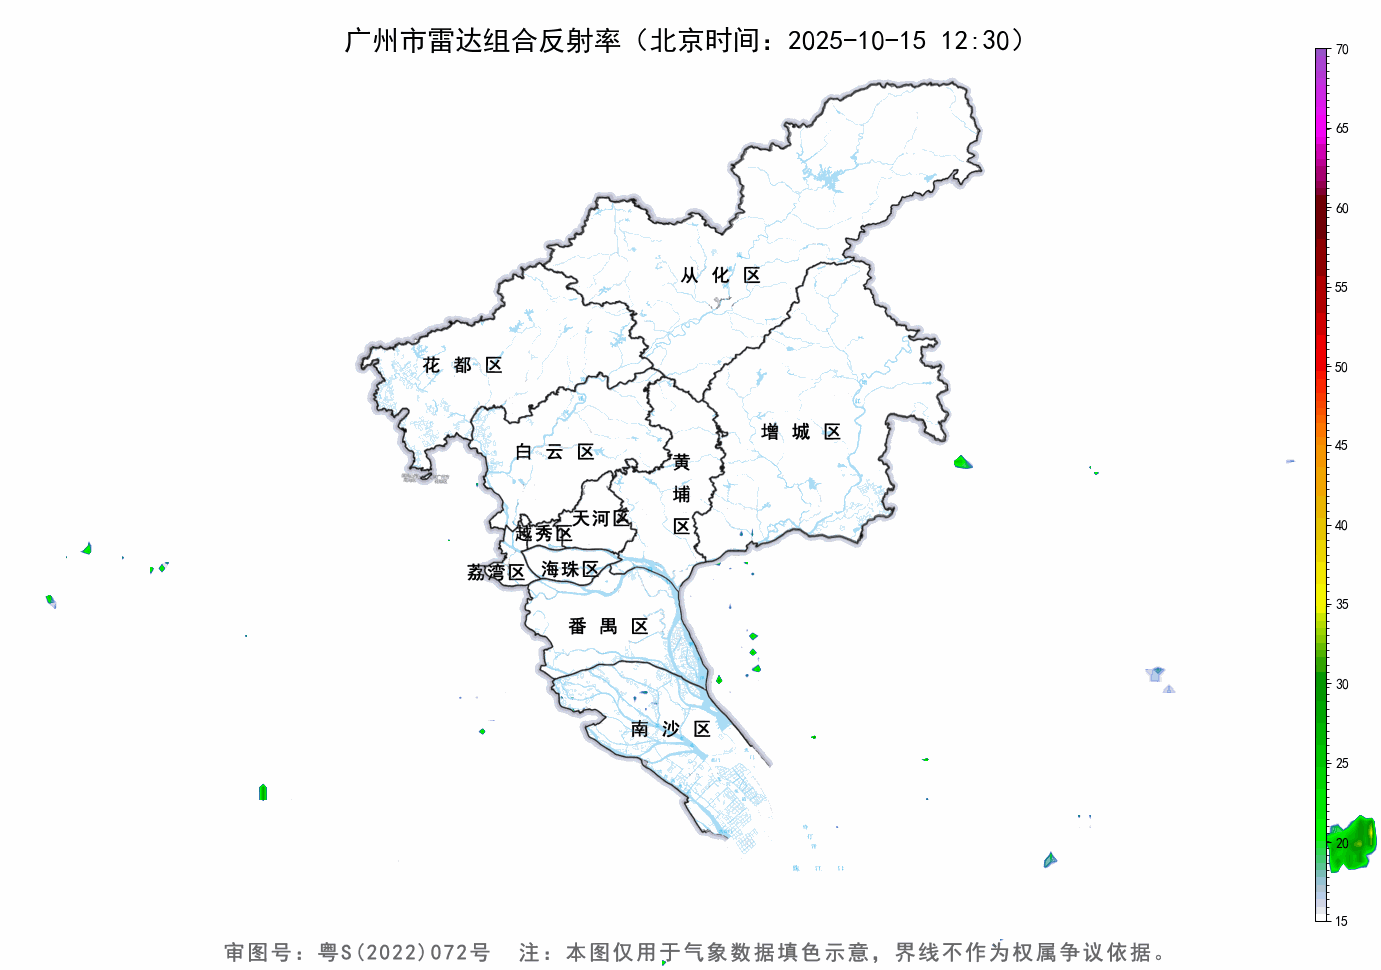 广州市雷达组合反射率（北京时间：2025-10-15 12:30）
70
65
60
55
50
45
40
35
30
25
20
15
从化区
花都区
增城区
白云区
黄埔区
天河区
越秀区
荔湾区
海珠区
番禺区
南沙区
审图号：粤S(2022)072号 注：本图仅用于气象数据填色示意，界线不作为权属争议依据。